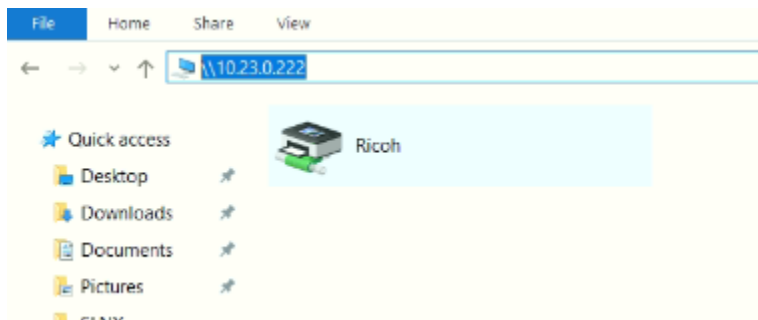 File Home Share View
\\10.23.0.222
Quick access
Ricoh
Desktop
Downloads
Documents
Pictures